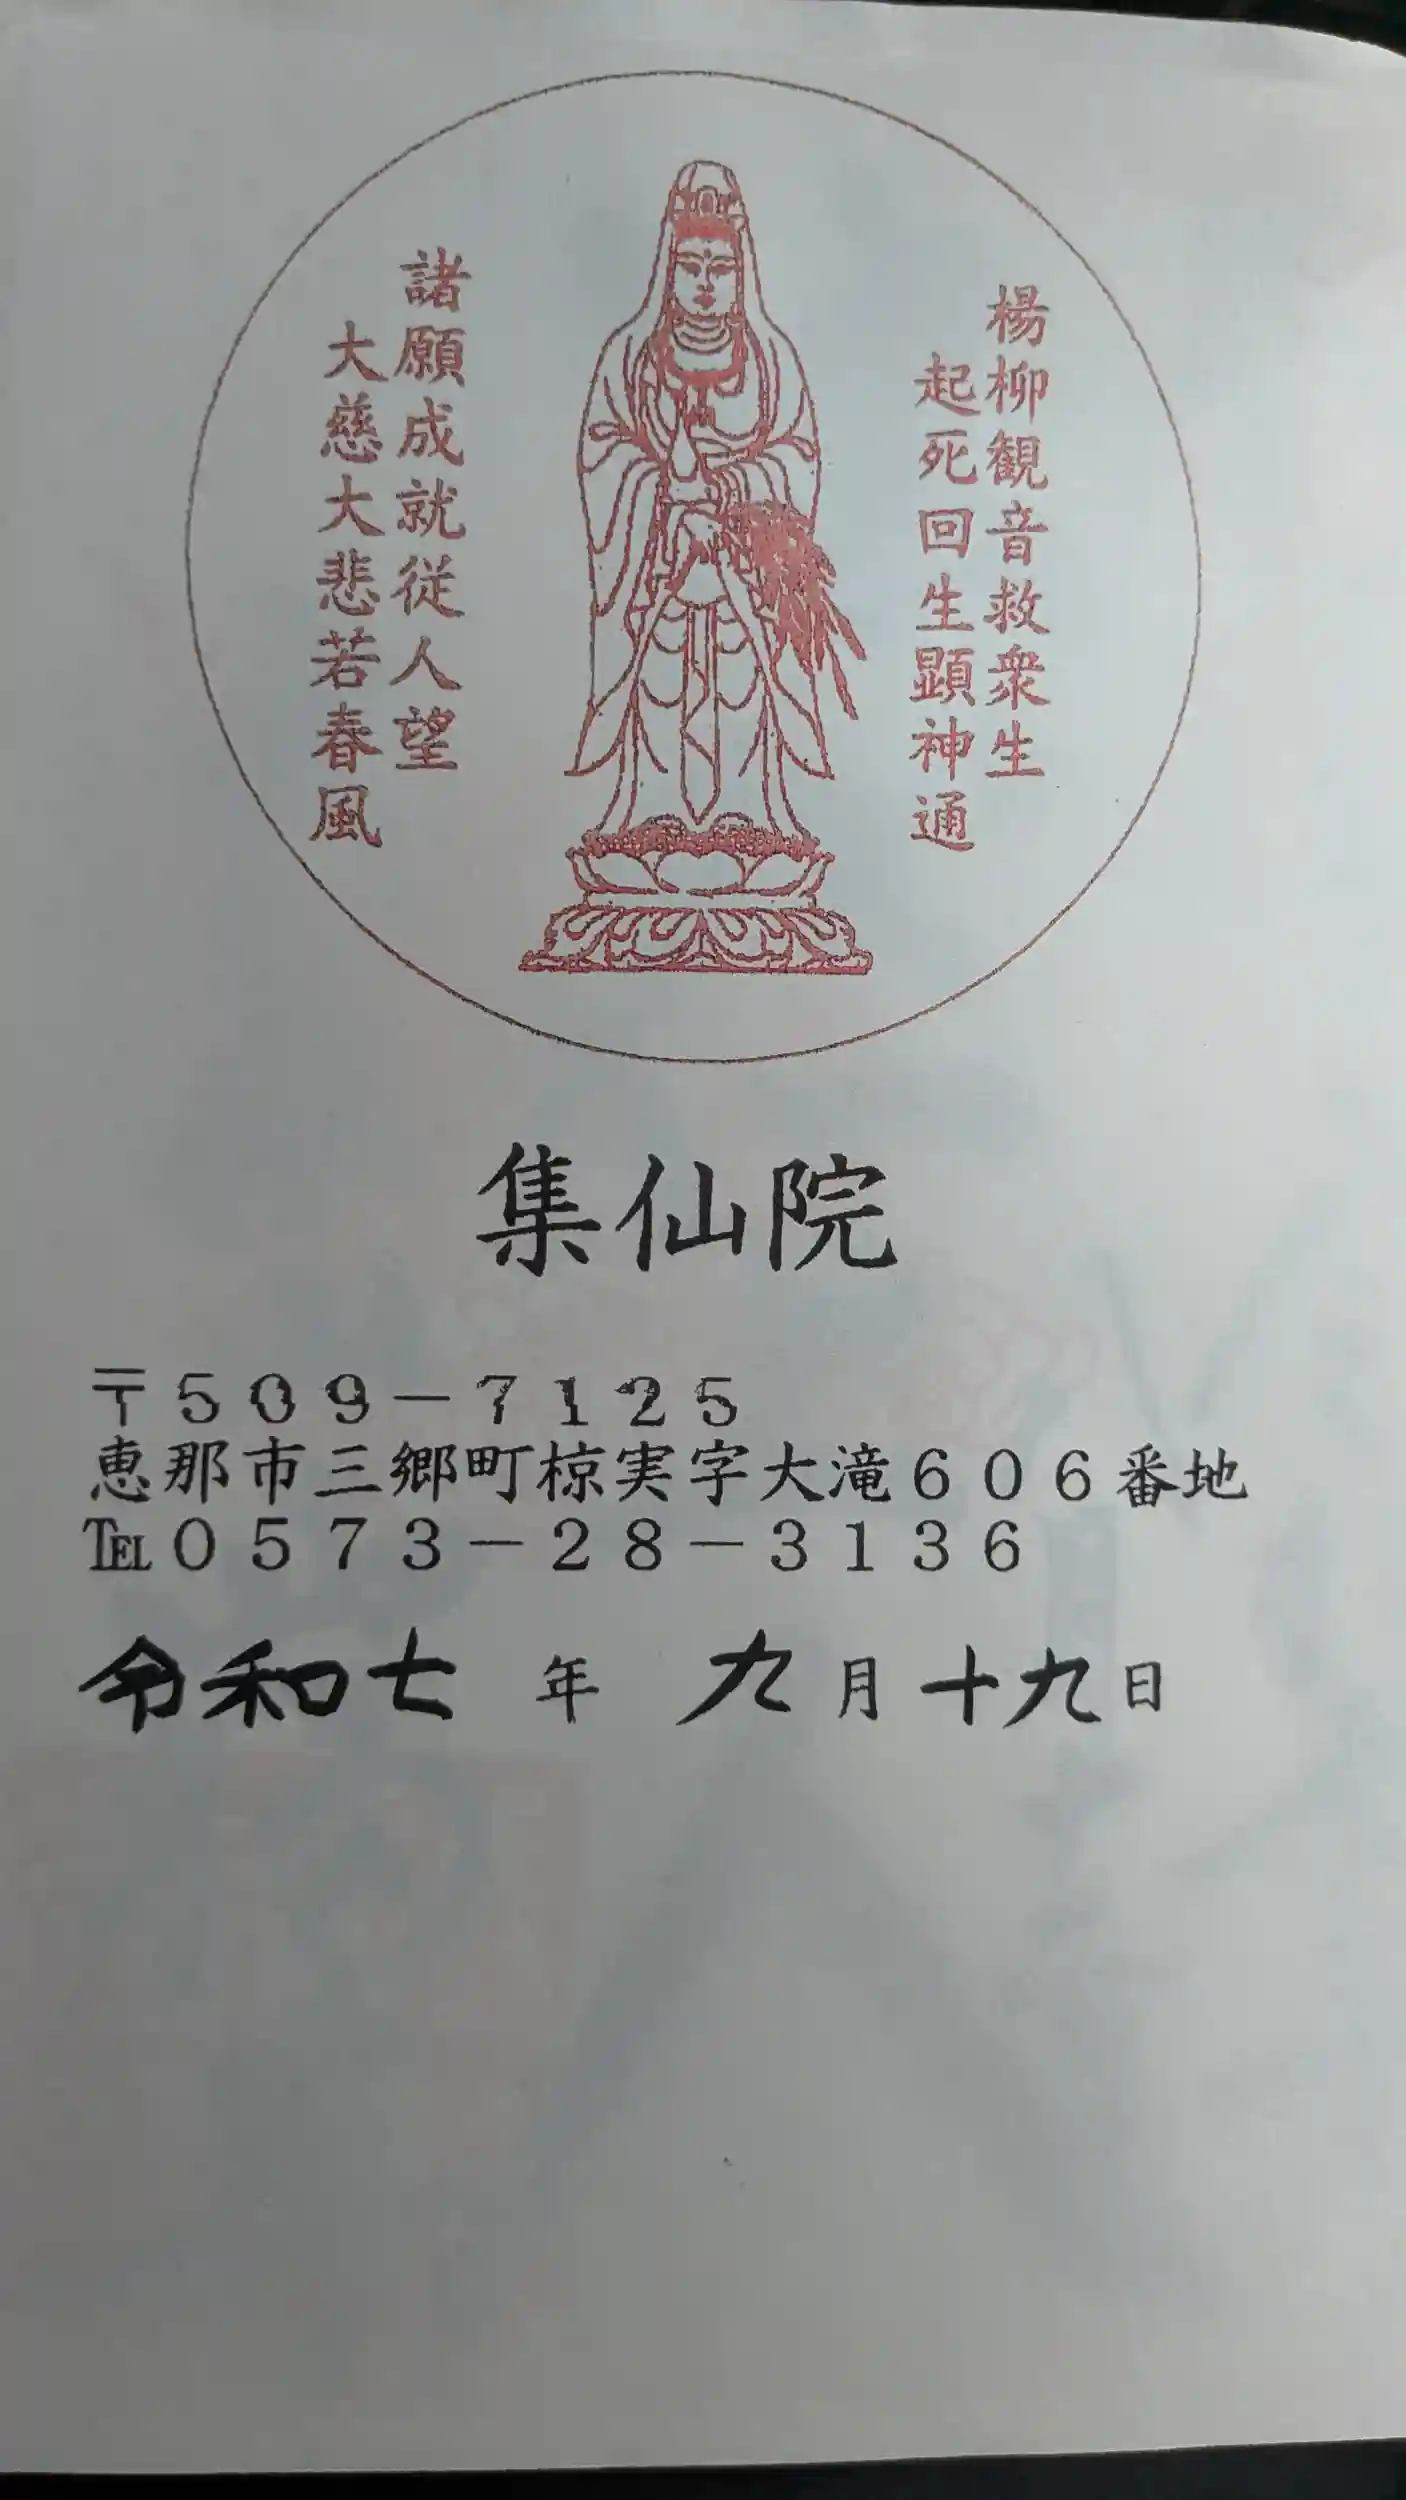 楊柳観音救衆生
起死回生顕神通
諸願成就従人望
大慈大悲若春風
集仙院
〒509-7125
恵那市三郷町椋実字大滝606番地
℡0573-28-3136
令和七年 九月十九日